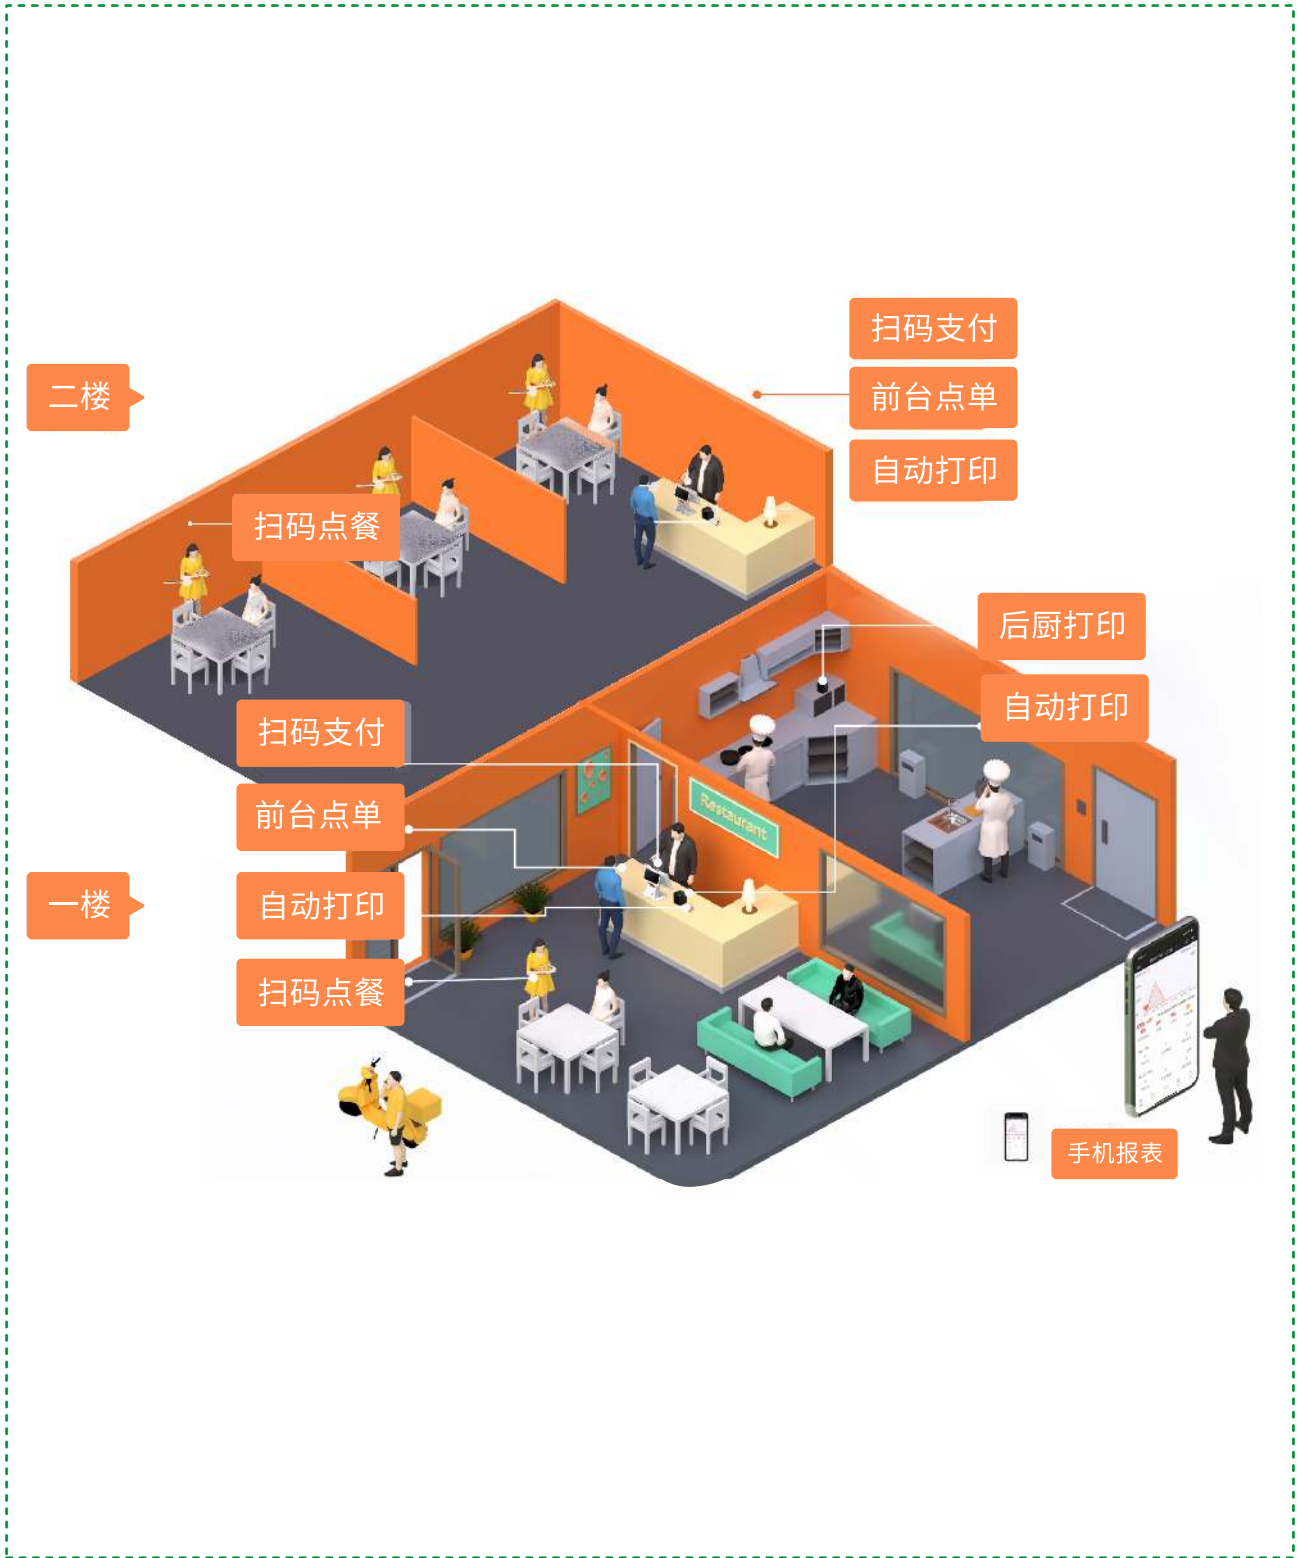 扫码支付
二楼
前台点单
自动打印
扫码点餐
后厨打印
扫码支付
自动打印
前台点单
Restaurant
一楼
自动打印
扫码点餐
手机报表